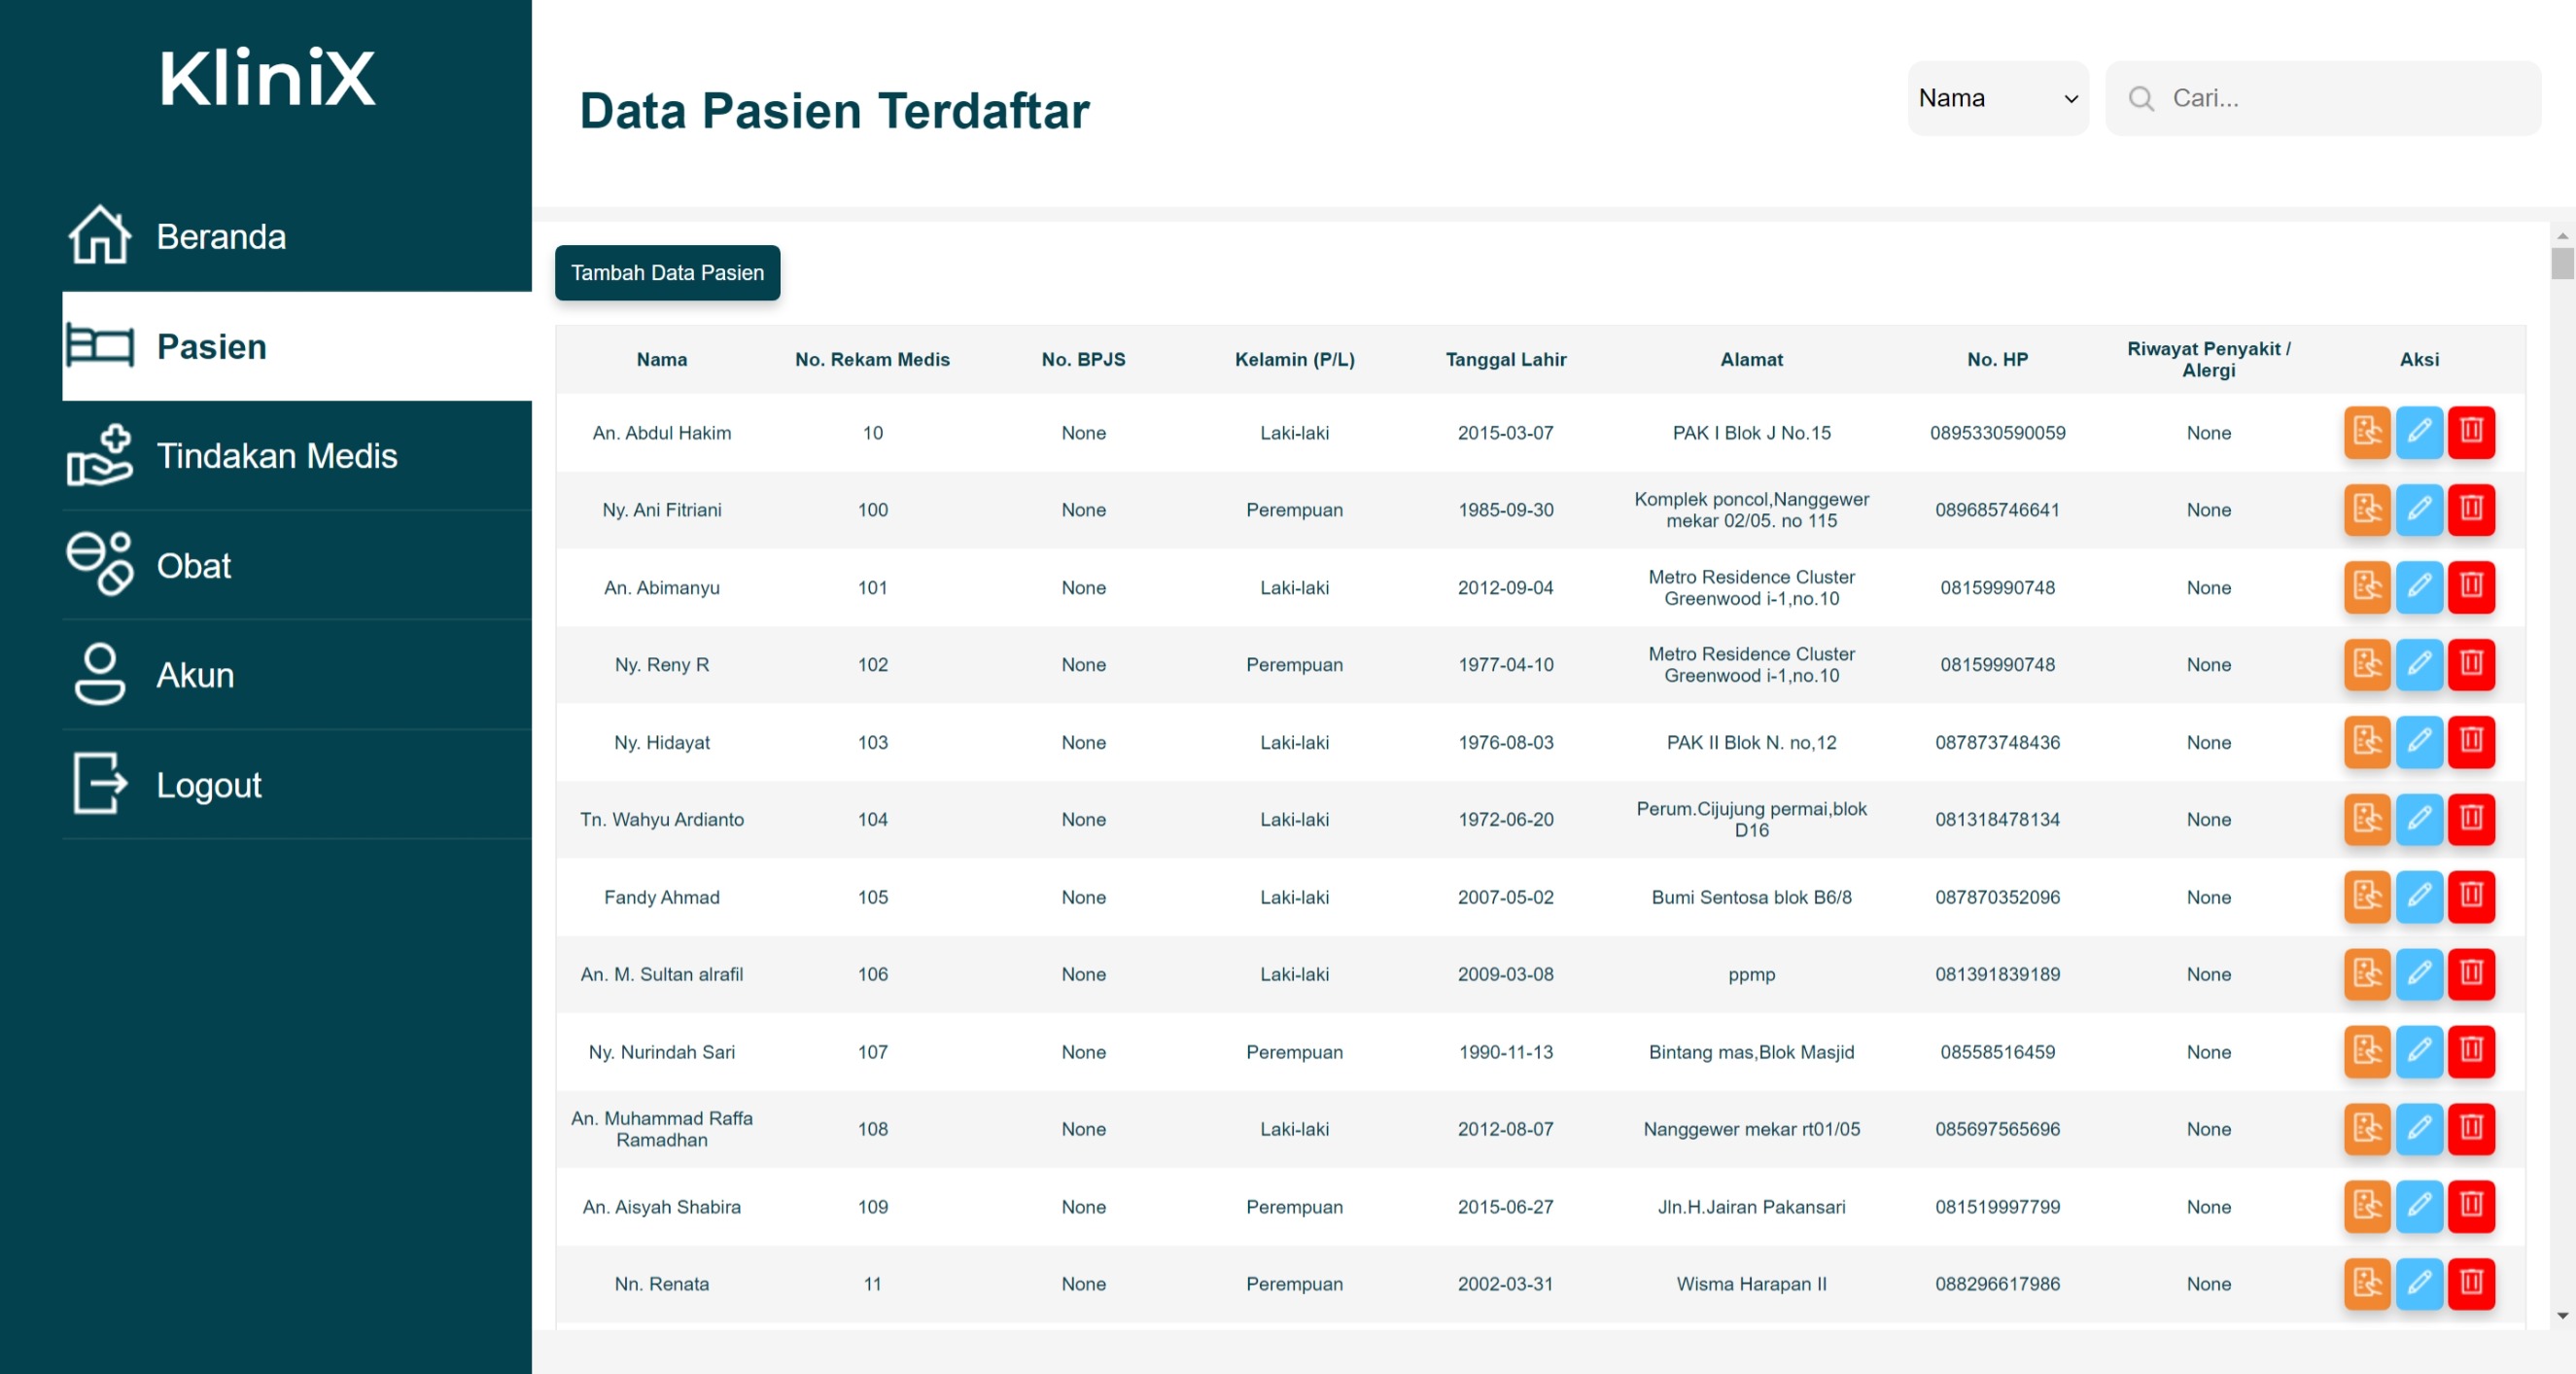 KliniX
Beranda
Pasien
Tindakan Medis
Obat
Akun
Logout
Data Pasien Terdaftar
Nama
Cari...
Tambah Data Pasien
Nama No. Rekam Medis No. BPJS Kelamin (P/L) Tanggal Lahir Alamat No. HP Riwayat Penyakit / Alergi Aksi
An. Abdul Hakim 10 None Laki-laki 2015-03-07 PAK I Blok J No.15 0895330590059 None
Ny. Ani Fitriani 100 None Perempuan 1985-09-30 Komplek poncol,Nanggewer mekar 02/05. no 115 089685746641 None
An. Abimanyu 101 None Laki-laki 2012-09-04 Metro Residence Cluster Greenwood i-1,no.10 08159990748 None
Ny. Reny R 102 None Perempuan 1977-04-10 Metro Residence Cluster Greenwood i-1,no.10 08159990748 None
Ny. Hidayat 103 None Laki-laki 1976-08-03 PAK II Blok N. no,12 087873748436 None
Tn. Wahyu Ardianto 104 None Laki-laki 1972-06-20 Perum.Cijujung permai,blok D16 081318478134 None
Fandy Ahmad 105 None Laki-laki 2007-05-02 Bumi Sentosa blok B6/8 087870352096 None
An. M. Sultan alrafil 106 None Laki-laki 2009-03-08 ppmp 081391839189 None
Ny. Nurindah Sari 107 None Perempuan 1990-11-13 Bintang mas,Blok Masjid 08558516459 None
An. Muhammad Raffa Ramadhan 108 None Laki-laki 2012-08-07 Nanggewer mekar rt01/05 085697565696 None
An. Aisyah Shabira 109 None Perempuan 2015-06-27 Jln.H.Jairan Pakansari 081519997799 None
Nn. Renata 11 None Perempuan 2002-03-31 Wisma Harapan II 088296617986 None